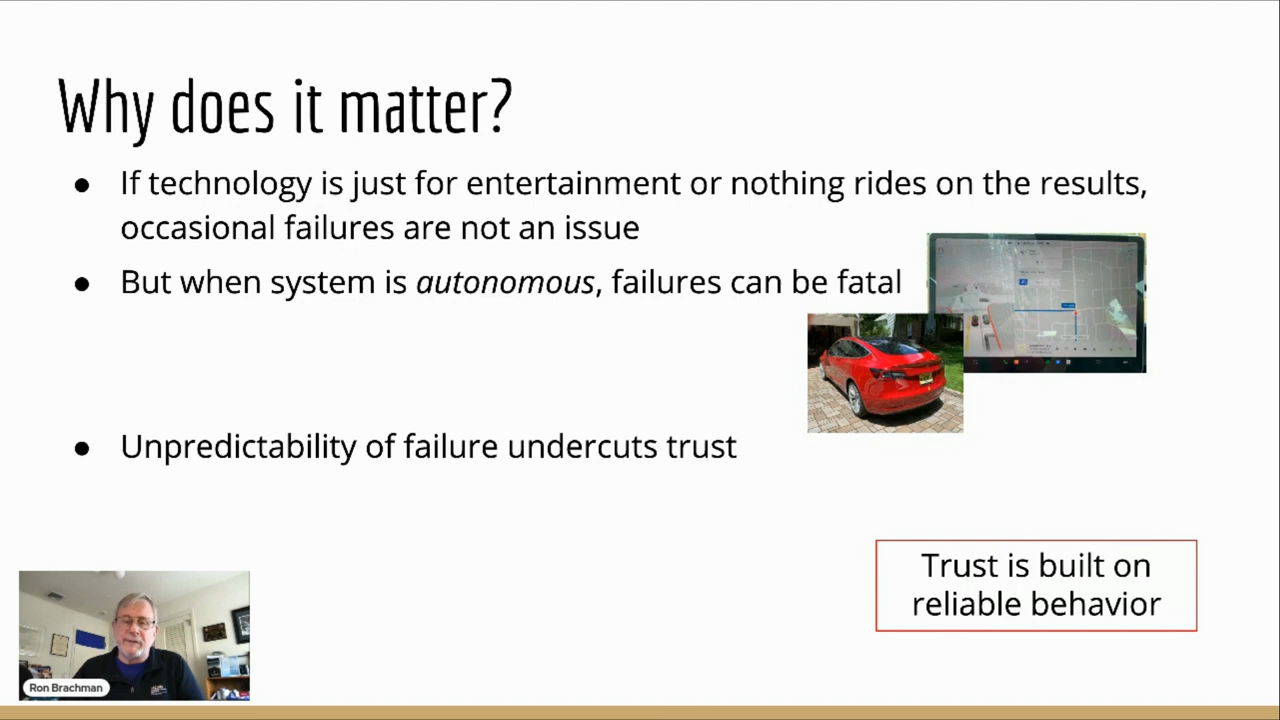 Why does it matter?
● If technology is just for entertainment or nothing rides on the results,
occasional failures are not an issue
● But when system is autonomous, failures can be fatal
● Unpredictability of failure undercuts trust
Trust is built on
reliable behavior
Ron Brachman